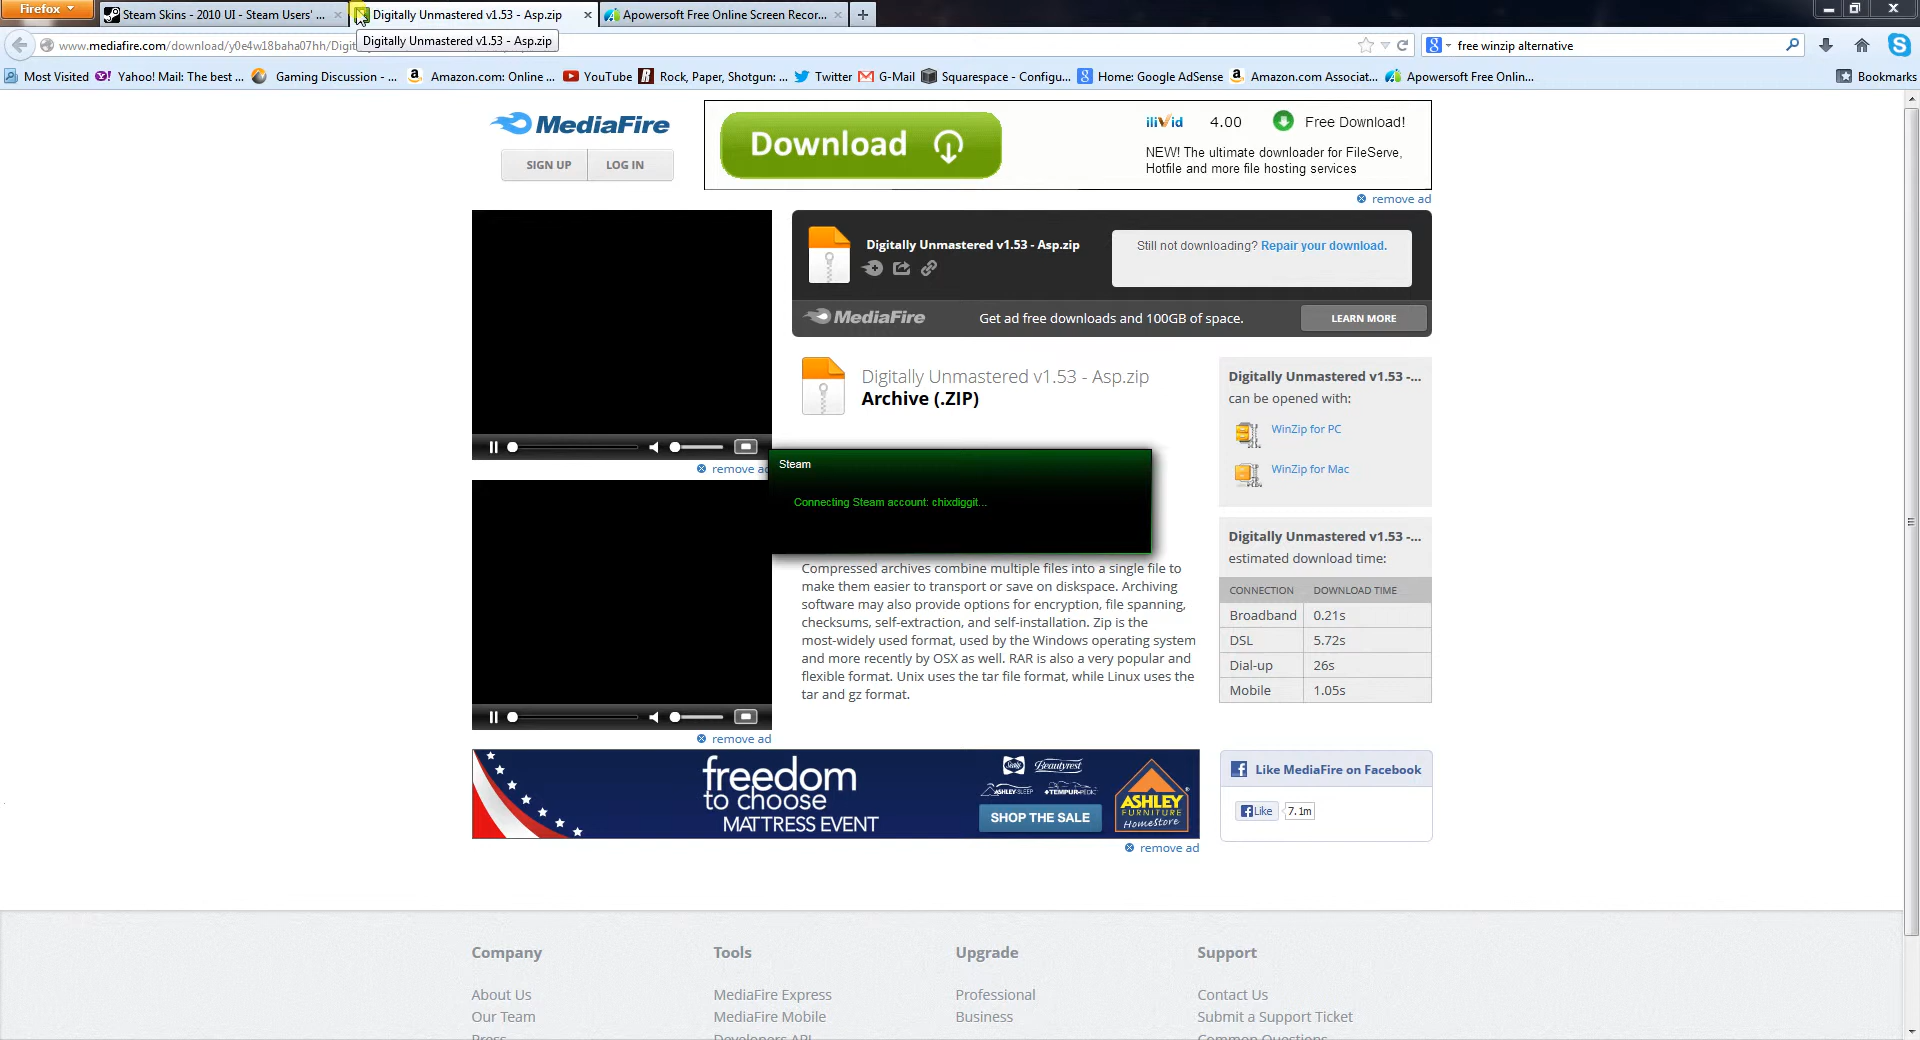 Firefox
Steam Skins - 2010 UI - Steam Users' ...
Digitally Unmastered v1.53 - Asp.zip
Apowersoft Free Online Screen Recor...
www.mediafire.com/download/y0e4w18baha07hh/Digit
Digitally Unmastered v1.53 - Asp.zip
free winzip alternative
Most Visited
Yahoo! Mail: The best ...
Gaming Discussion - ...
Amazon.com: Online ...
YouTube
Rock, Paper, Shotgun: ...
Twitter
G-Mail
Squarespace - Configu...
Home: Google AdSense
Amazon.com Associat...
Apowersoft Free Onlin...
Bookmarks
MediaFire
SIGN UP
LOG IN
Download
ilivid 4.00 Free Download!
NEW! The ultimate downloader for FileServe,
Hotfile and more file hosting services
remove ad
Digitally Unmastered v1.53 - Asp.zip
Still not downloading? Repair your download.
MediaFire
Get ad free downloads and 100GB of space.
LEARN MORE
Digitally Unmastered v1.53 - Asp.zip
Archive (.ZIP)
Digitally Unmastered v1.53 -...
can be opened with:
WinZip for PC
WinZip for Mac
remove ad
Steam
Connecting Steam account: chixdiggit...
Compressed archives combine multiple files into a single file to
make them easier to transport or save on diskspace. Archiving
software may also provide options for encryption, file spanning,
checksums, self-extraction, and self-installation. Zip is the
most-widely used format, used by the Windows operating system
and more recently by OSX as well. RAR is also a very popular and
flexible format. Unix uses the tar file format, while Linux uses the
tar and gz format.
Digitally Unmastered v1.53 -...
estimated download time:
CONNECTION DOWNLOAD TIME
Broadband 0.21s
DSL 5.72s
Dial-up 26s
Mobile 1.05s
remove ad
freedom
to choose
MATTRESS EVENT
Sealy
Beautyrest
ASHLEY-SLEEP
TEMPUR-PEDIC
SHOP THE SALE
ASHLEY
FURNITURE
HomeStore
remove ad
Like MediaFire on Facebook
Like
7.1m
Company
Tools
Upgrade
Support
About Us
MediaFire Express
Professional
Contact Us
Our Team
MediaFire Mobile
Business
Submit a Support Ticket
Press
Developers API
Common Questions